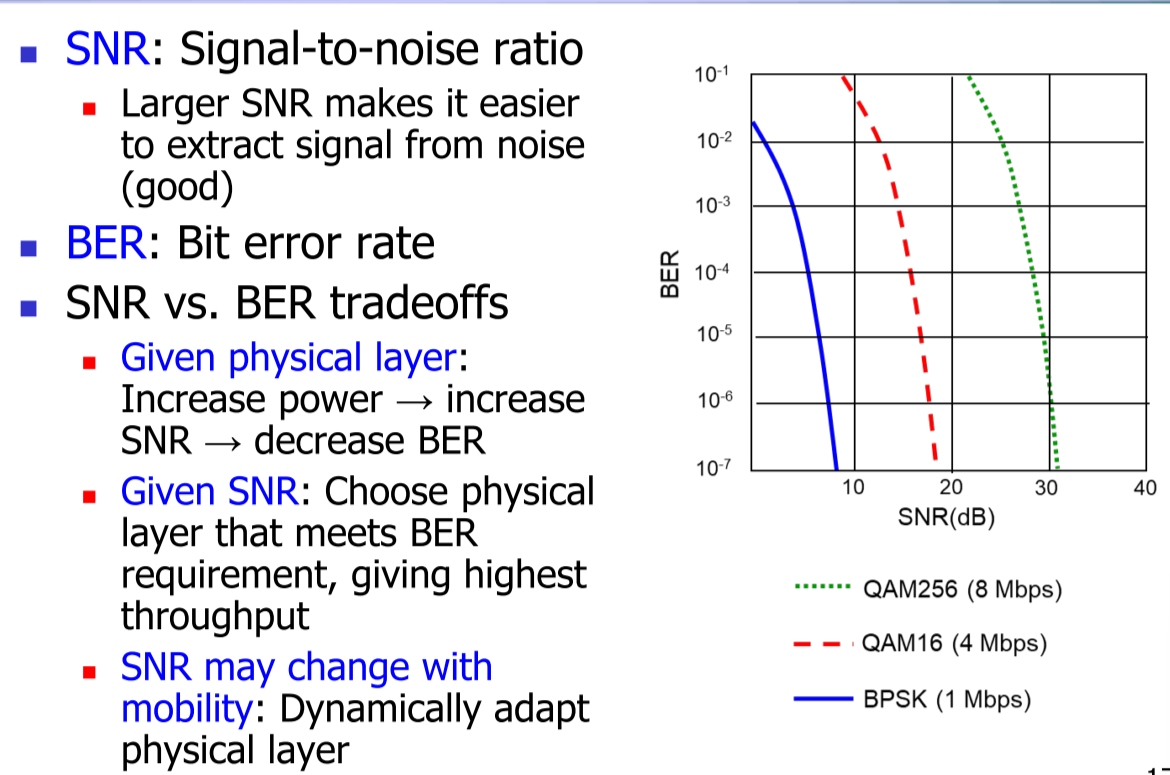 SNR: Signal-to-noise ratio
Larger SNR makes it easier
to extract signal from noise
(good)
BER: Bit error rate
SNR vs. BER tradeoffs
Given physical layer:
Increase power → increase
SNR → decrease BER
Given SNR: Choose physical
layer that meets BER
requirement, giving highest
throughput
SNR may change with
mobility: Dynamically adapt
physical layer
10-1
10-2
10-3
10-4
10-5
10-6
10-7
BER
10 20 30 40
SNR(dB)
QAM256 (8 Mbps)
QAM16 (4 Mbps)
BPSK (1 Mbps)